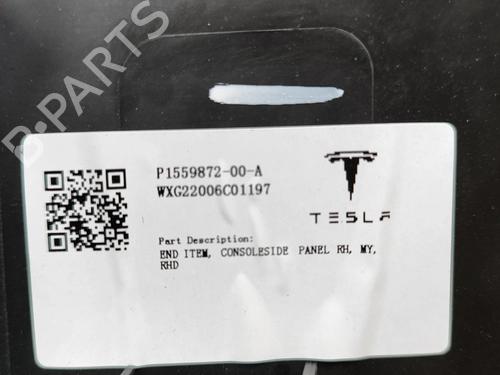 B-PARTS
P1559872-00-A
WXG22006C01197
TESLA
Part Description:
END ITEM, CONSOLESIDE PANEL RH, MY,
RHD